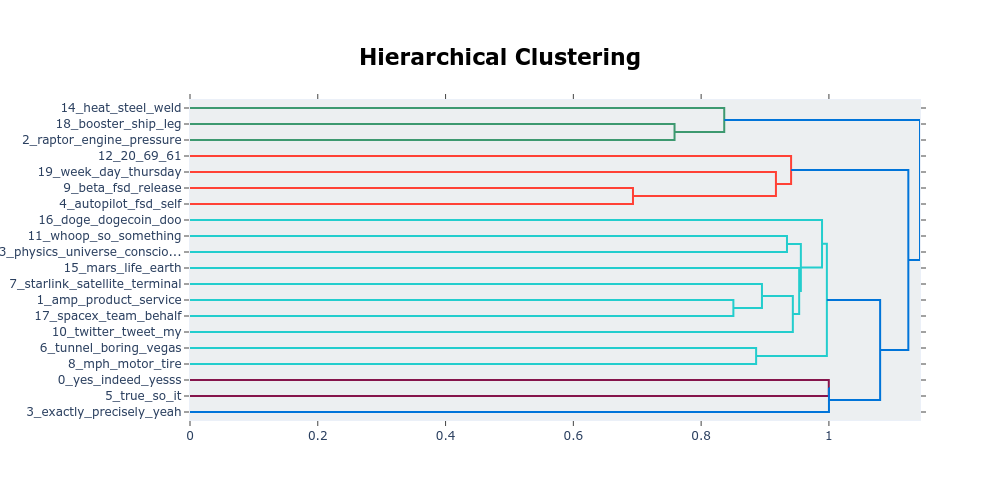 Hierarchical Clustering
14_heat_steel_weld
18_booster_ship_leg
2_raptor_engine_pressure
12_20_69_61
19_week_day_thursday
9_beta_fsd_release
4_autopilot_fsd_self
16_doge_dogecoin_doo
11_whoop_so_something
3_physics_universe_conscio...
15_mars_life_earth
7_starlink_satellite_terminal
1_amp_product_service
17_spacex_team_behalf
10_twitter_tweet_my
6_tunnel_boring_vegas
8_mph_motor_tire
0_yes_indeed_yesss
5_true_so_it
3_exactly_precisely_yeah
0 0.2 0.4 0.6 0.8 1